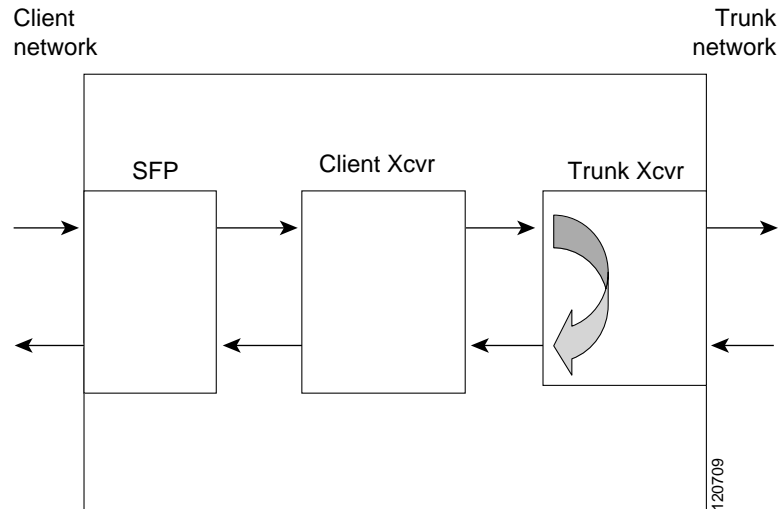 Client
network
Trunk
network
SFP
Client Xcvr
Trunk Xcvr
120709